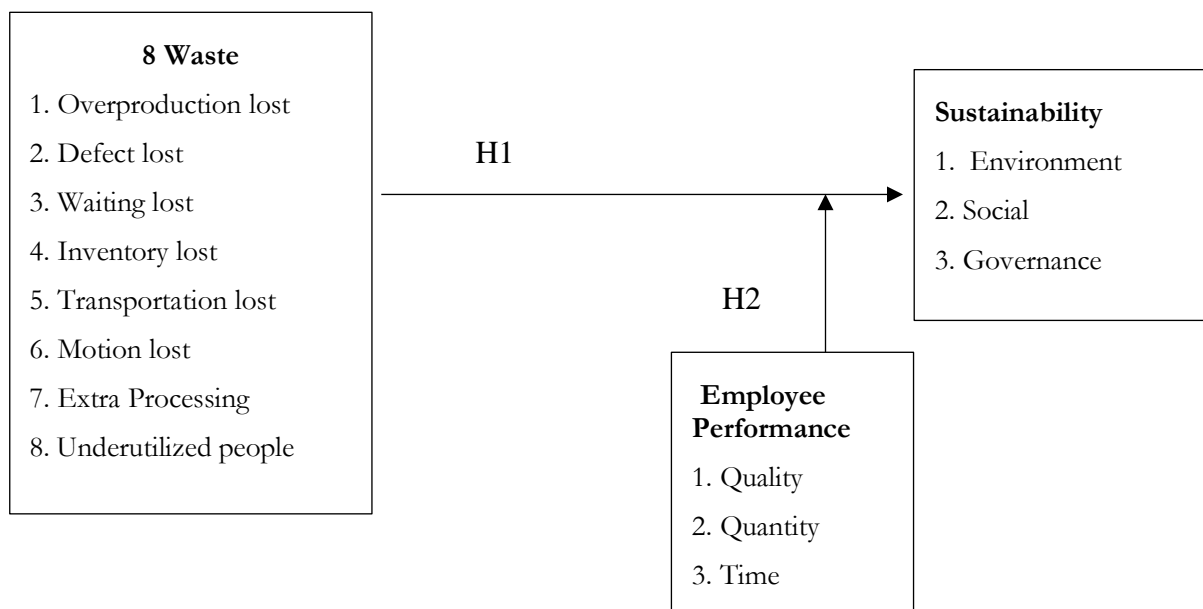 8 Waste
1. Overproduction lost
2. Defect lost
3. Waiting lost
4. Inventory lost
5. Transportation lost
6. Motion lost
7. Extra Processing
8. Underutilized people
H1
H2
Sustainability
1. Environment
2. Social
3. Governance
Employee
Performance
1. Quality
2. Quantity
3. Time